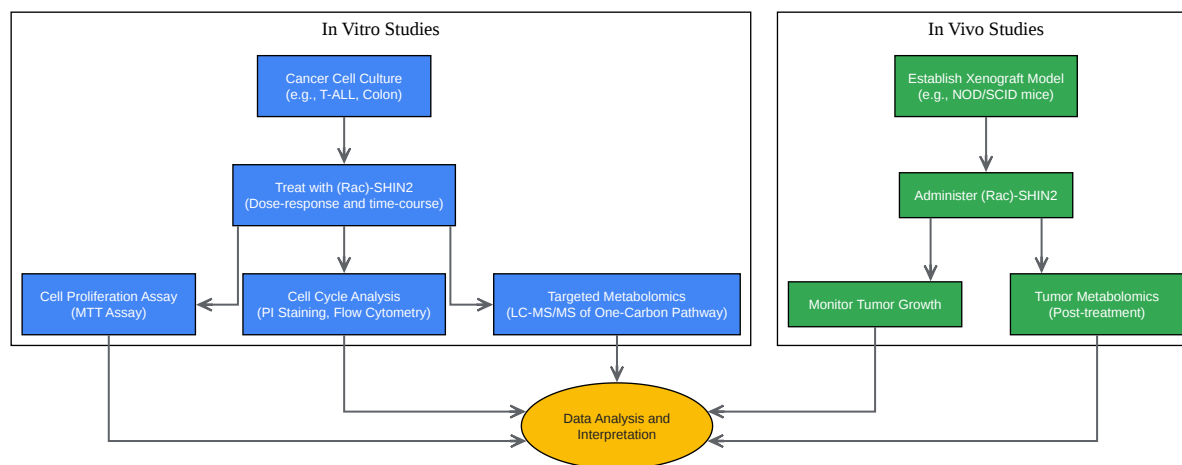 In Vitro Studies
Cancer Cell Culture
(e.g., T-ALL, Colon)
Treat with (Rac)-SHIN2
(Dose-response and time-course)
Cell Proliferation Assay
(MTT Assay)
Cell Cycle Analysis
(PI Staining, Flow Cytometry)
Targeted Metabolomics
(LC-MS/MS of One-Carbon Pathway)
In Vivo Studies
Establish Xenograft Model
(e.g., NOD/SCID mice)
Administer (Rac)-SHIN2
Monitor Tumor Growth
Tumor Metabolomics
(Post-treatment)
Data Analysis and
Interpretation